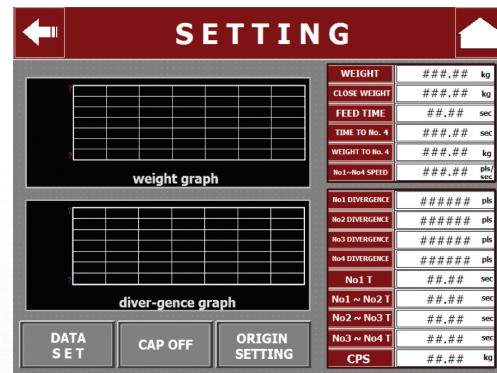 SETTING
?
?
weight graph
?
?
diver-gence graph
DATA
SET
CAP OFF
ORIGIN
SETTING
WEIGHT ###.## kg
CLOSE WEIGHT ###.## kg
FEED TIME ##.## sec
TIME TO No. 4 ###.## sec
WEIGHT TO No. 4 ###.## kg
No1~No4 SPEED ###.## pls/
sec
No1 DIVERGENCE ###### pls
No2 DIVERGENCE ###### pls
No3 DIVERGENCE ###### pls
No4 DIVERGENCE ###### pls
No1 T ##.## sec
No1 ~ No2 T ##.## sec
No2 ~ No3 T ##.## sec
No3 ~ No4 T ##.## sec
CPS ##.## kg